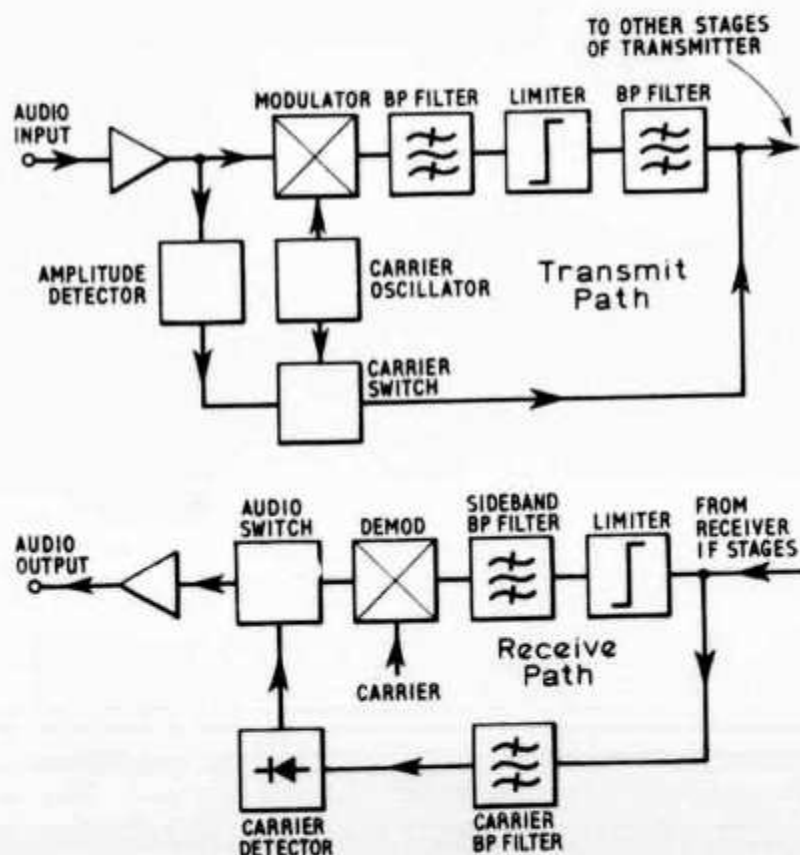 TO OTHER STAGES
OF TRANSMITTER
MODULATOR
BP FILTER
LIMITER
BP FILTER
AUDIO
INPUT
AMPLITUDE
DETECTOR
CARRIER
OSCILLATOR
Transmit
Path
CARRIER
SWITCH
AUDIO
SWITCH
DEMOD
SIDEBAND
BP FILTER
LIMITER
FROM
RECEIVER
IF STAGES
AUDIO
OUTPUT
Receive
Path
CARRIER
CARRIER
DETECTOR
CARRIER
BP FILTER